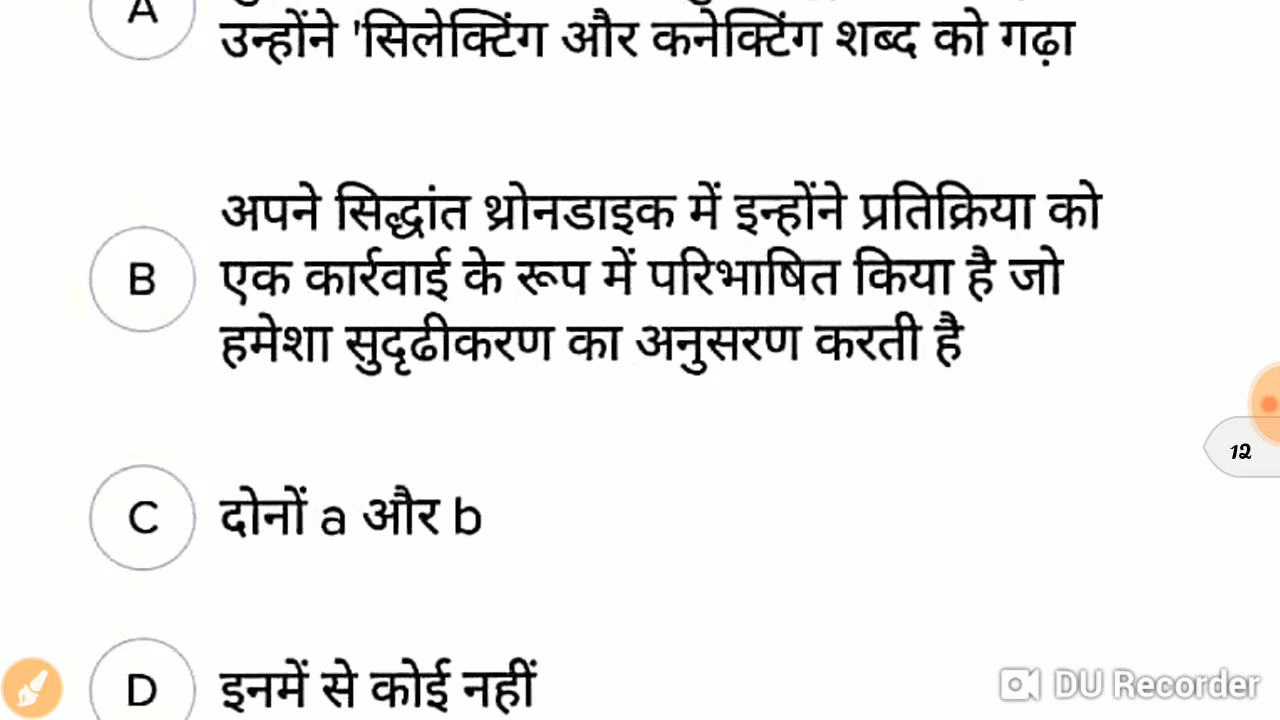 A
उन्होंने 'सिलेक्टिंग और कनेक्टिंग शब्द को गढ़ा
अपने सिद्धांत थ्रोनडाइक में इन्होंने प्रतिक्रिया को
B एक कार्रवाई के रूप में परिभाषित किया है जो
हमेशा सुदृढीकरण का अनुसरण करती है
12
C दोनों a और b
D इनमें से कोई नहीं
DU Recorder